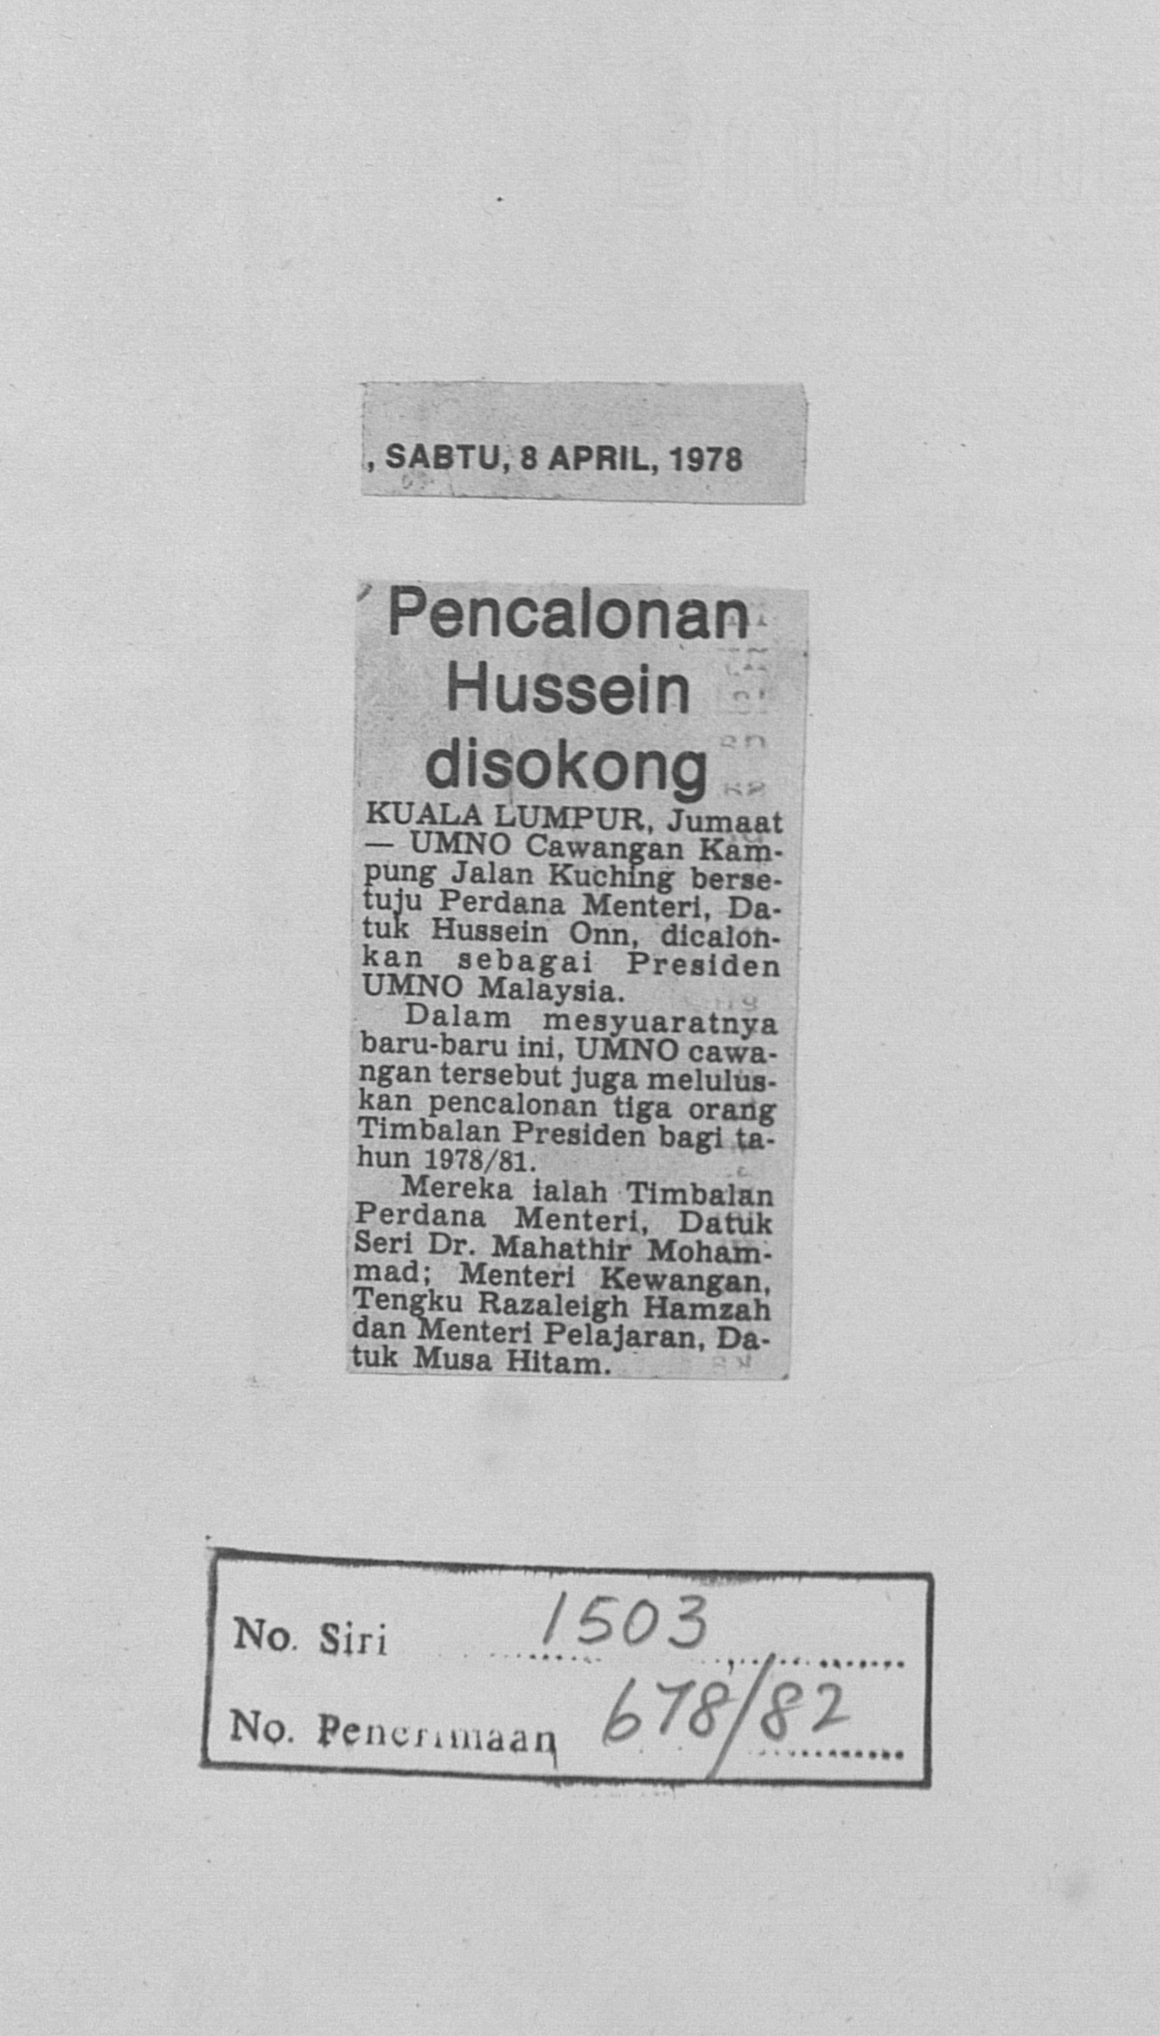 , SABTU, 8 APRIL, 1978
Pencalonan
Hussein
disokong
KUALA LUMPUR, Jumaat
— UMNO Cawangan Kam-
pung Jalan Kuching berse-
tuju Perdana Menteri, Da-
tuk Hussein Onn, dicalon-
kan sebagai Presiden
UMNO Malaysia.
Dalam mesyuaratnya
baru-baru ini, UMNO cawa-
ngan tersebut juga melulus-
kan pencalonan tiga orang
Timbalan Presiden bagi ta-
hun 1978/81.
Mereka ialah Timbalan
Perdana Menteri, Datuk
Seri Dr. Mahathir Moham-
mad; Menteri Kewangan,
Tengku Razaleigh Hamzah
dan Menteri Pelajaran, Da-
tuk Musa Hitam.
No. Siri 1503
No. Penerimaan 678/82